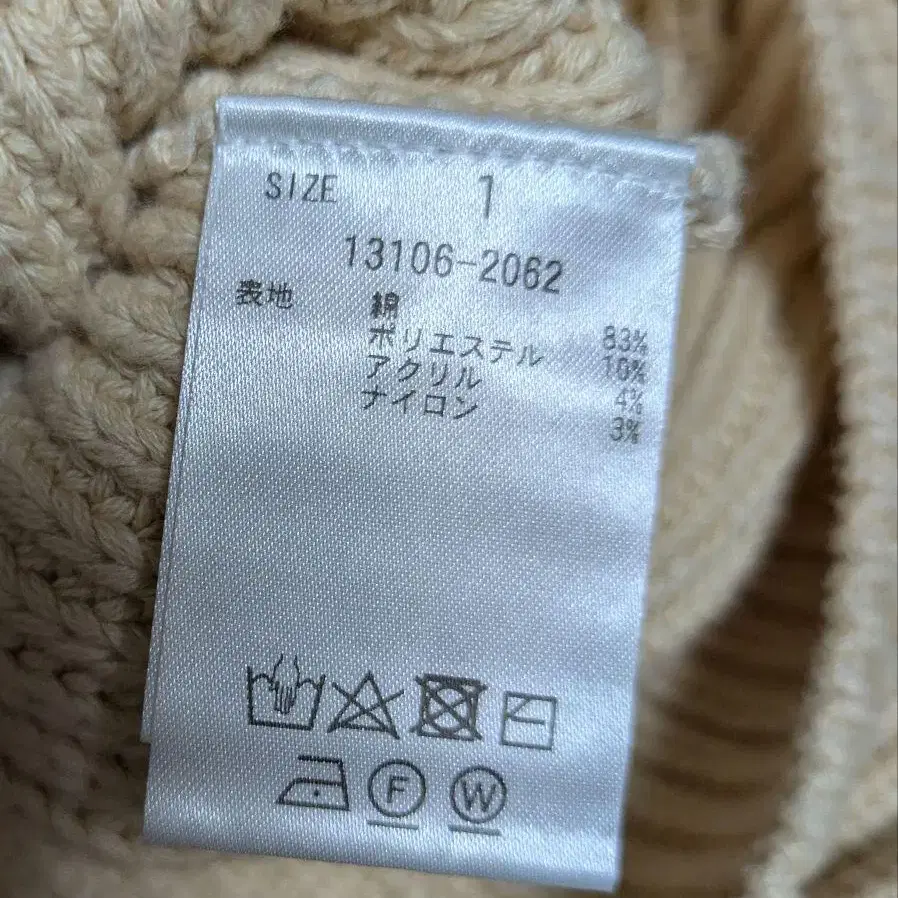 SIZE 1
13106-2062
表地 綿 83%
ポリエステル 10%
アクリル 4%
ナイロン 3%
F W